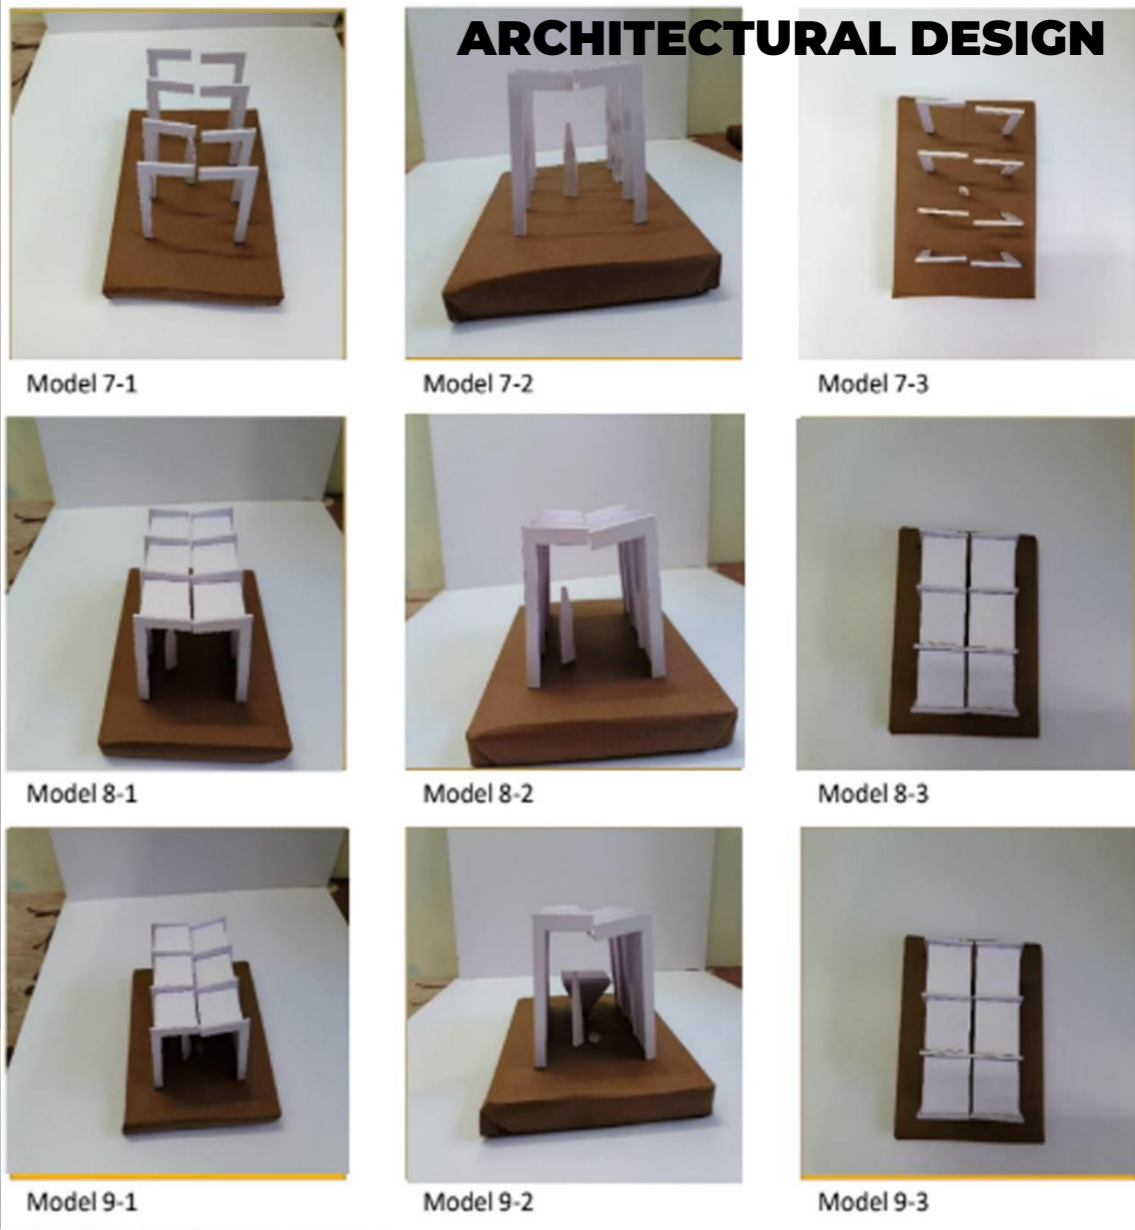 ARCHITECTURAL DESIGN
Model 7-1
Model 7-2
Model 7-3
Model 8-1
Model 8-2
Model 8-3
Model 9-1
Model 9-2
Model 9-3